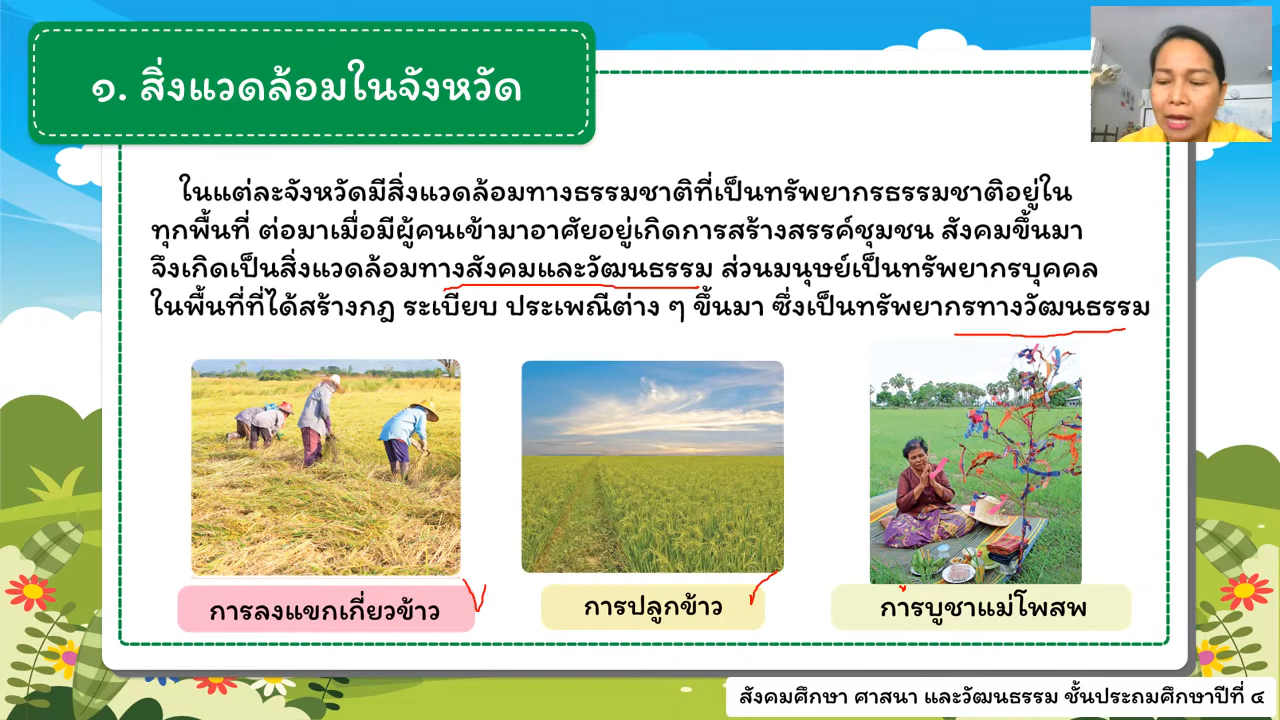 ๑. สิ่งแวดล้อมในจังหวัด
ในแต่ละจังหวัดมีสิ่งแวดล้อมทางธรรมชาติที่เป็นทรัพยากรธรรมชาติอยู่ใน
ทุกพื้นที่ ต่อมาเมื่อมีผู้คนเข้ามาอาศัยอยู่เกิดการสร้างสรรค์ชุมชน สังคมขึ้นมา
จึงเกิดเป็นสิ่งแวดล้อมทางสังคมและวัฒนธรรม ส่วนมนุษย์เป็นทรัพยากรบุคคล
ในพื้นที่ที่ได้สร้างกฎ ระเบียบ ประเพณีต่าง ๆ ขึ้นมา ซึ่งเป็นทรัพยากรทางวัฒนธรรม
การลงแขกเกี่ยวข้าว
การปลูกข้าว
การบูชาแม่โพสพ
สังคมศึกษา ศาสนา และวัฒนธรรม ชั้นประถมศึกษาปีที่ ๔